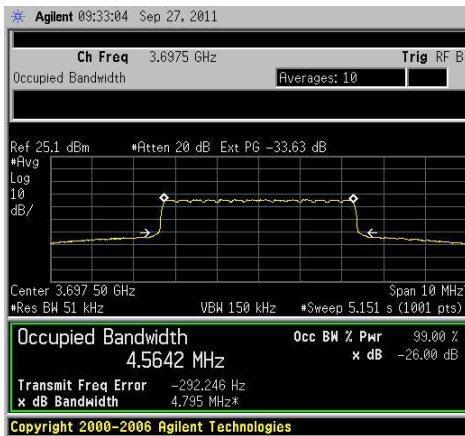 Agilent 09:33:04 Sep 27, 2011
Ch Freq 3.6975 GHz Trig RF B
Occupied Bandwidth Averages: 10
Ref 25.1 dBm #Atten 20 dB Ext PG -33.63 dB
#Avg
Log
10
dB/
Center 3.697 50 GHz Span 10 MHz
#Res BW 51 kHz VBW 150 kHz #Sweep 5.151 s (1001 pts)
Occupied Bandwidth Occ BW % Pwr 99.00 %
4.5642 MHz x dB -26.00 dB
Transmit Freq Error -292.246 Hz
x dB Bandwidth 4.795 MHz*
Copyright 2000-2006 Agilent Technologies